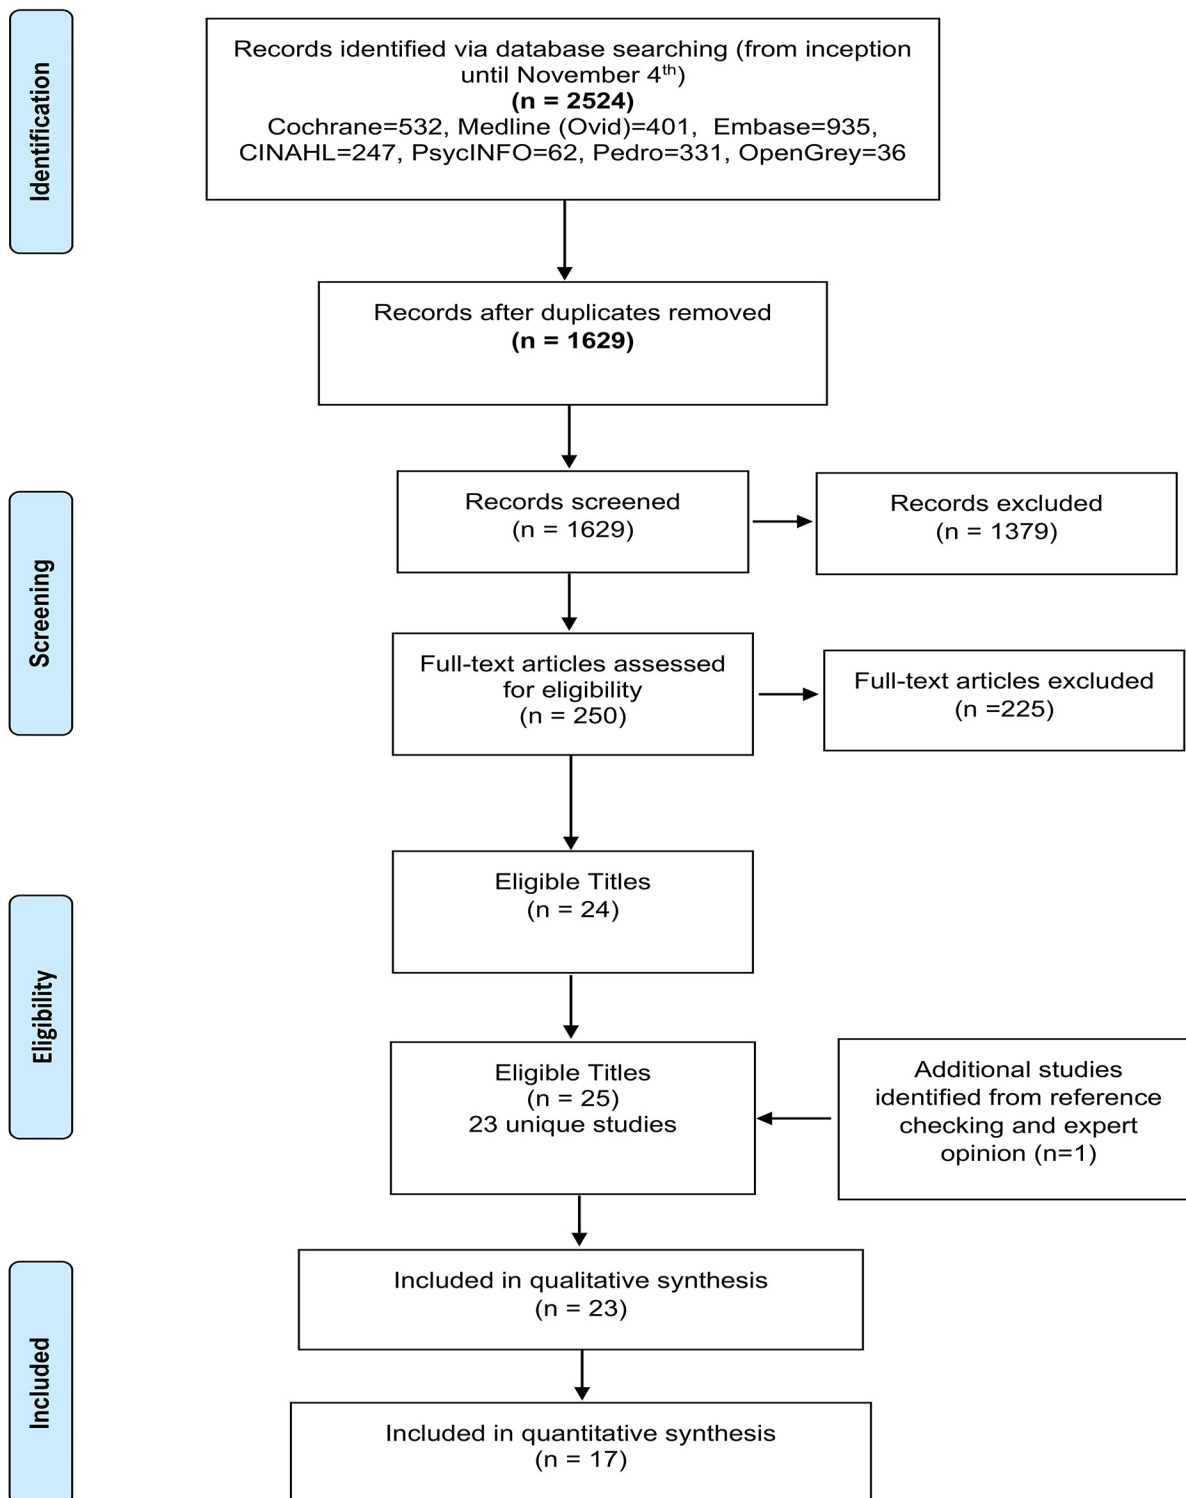 Identification
Records identified via database searching (from inception
until November 4th)
(n = 2524)
Cochrane=532, Medline (Ovid)=401, Embase=935,
CINAHL=247, PsycINFO=62, Pedro=331, OpenGrey=36
Records after duplicates removed
(n = 1629)
Screening
Records screened
(n = 1629)
Records excluded
(n = 1379)
Full-text articles assessed
for eligibility
(n = 250)
Full-text articles excluded
(n =225)
Eligibility
Eligible Titles
(n = 24)
Eligible Titles
(n = 25)
23 unique studies
Additional studies
identified from reference
checking and expert
opinion (n=1)
Included
Included in qualitative synthesis
(n = 23)
Included in quantitative synthesis
(n = 17)